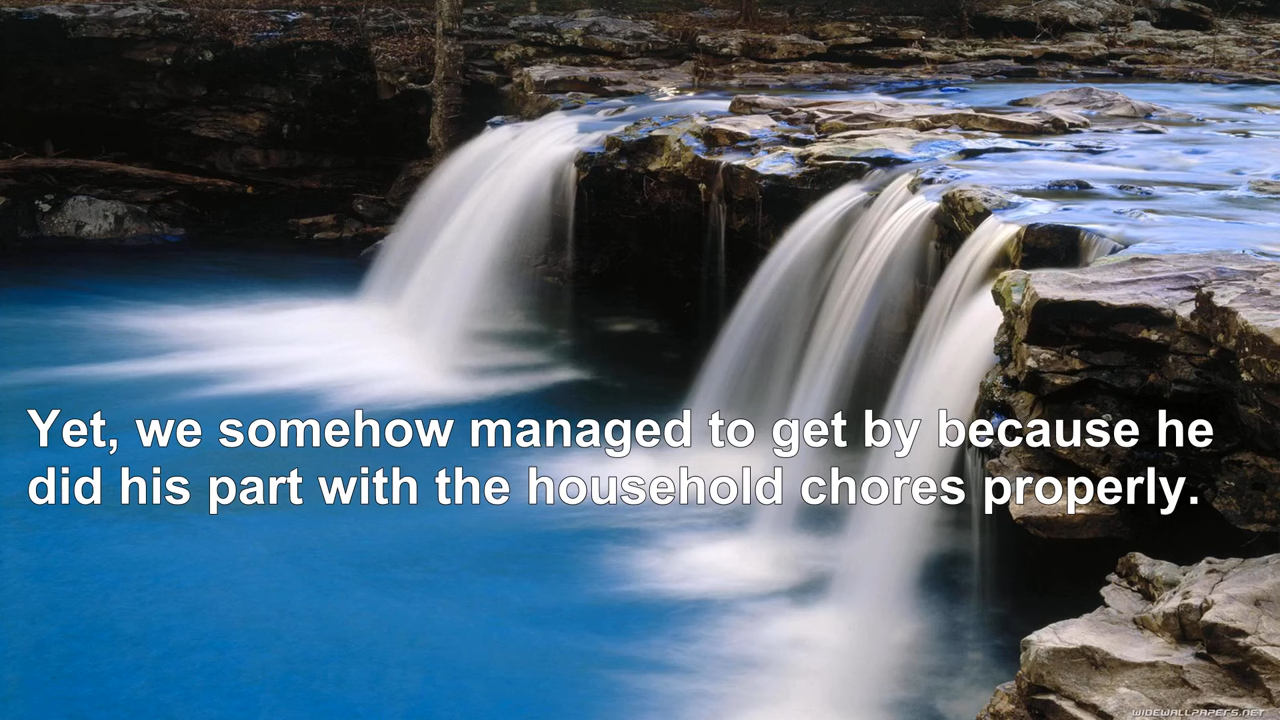 Yet, we somehow managed to get by because he
did his part with the household chores properly.
WIDEWALLPAPERS.NET